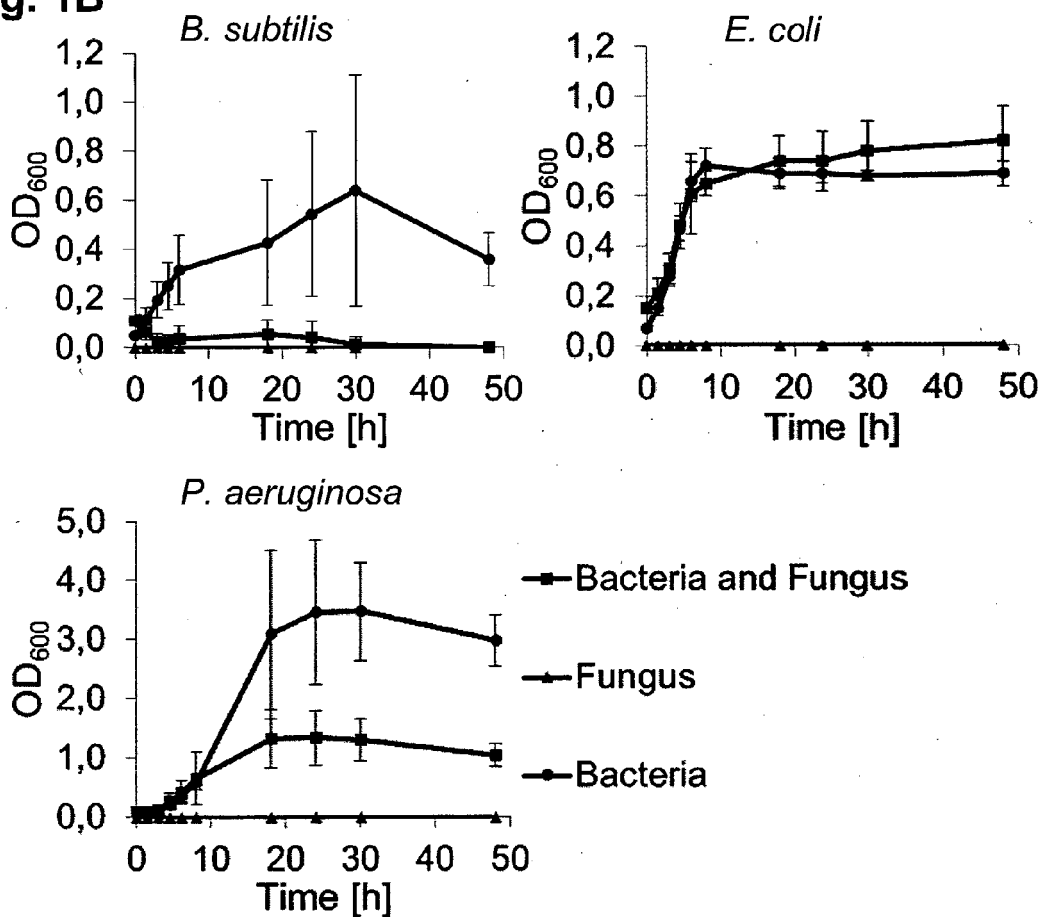 g. 1B
B. subtilis
1,2
1,0
0,8
0,6
0,4
0,2
0,0
OD600
0 10 20 30 40 50
Time [h]
E. coli
1,2
1,0
0,8
0,6
0,4
0,2
0,0
OD600
0 10 20 30 40 50
Time [h]
P. aeruginosa
5,0
4,0
3,0
2,0
1,0
0,0
OD600
0 10 20 30 40 50
Time [h]
Bacteria and Fungus
Fungus
Bacteria